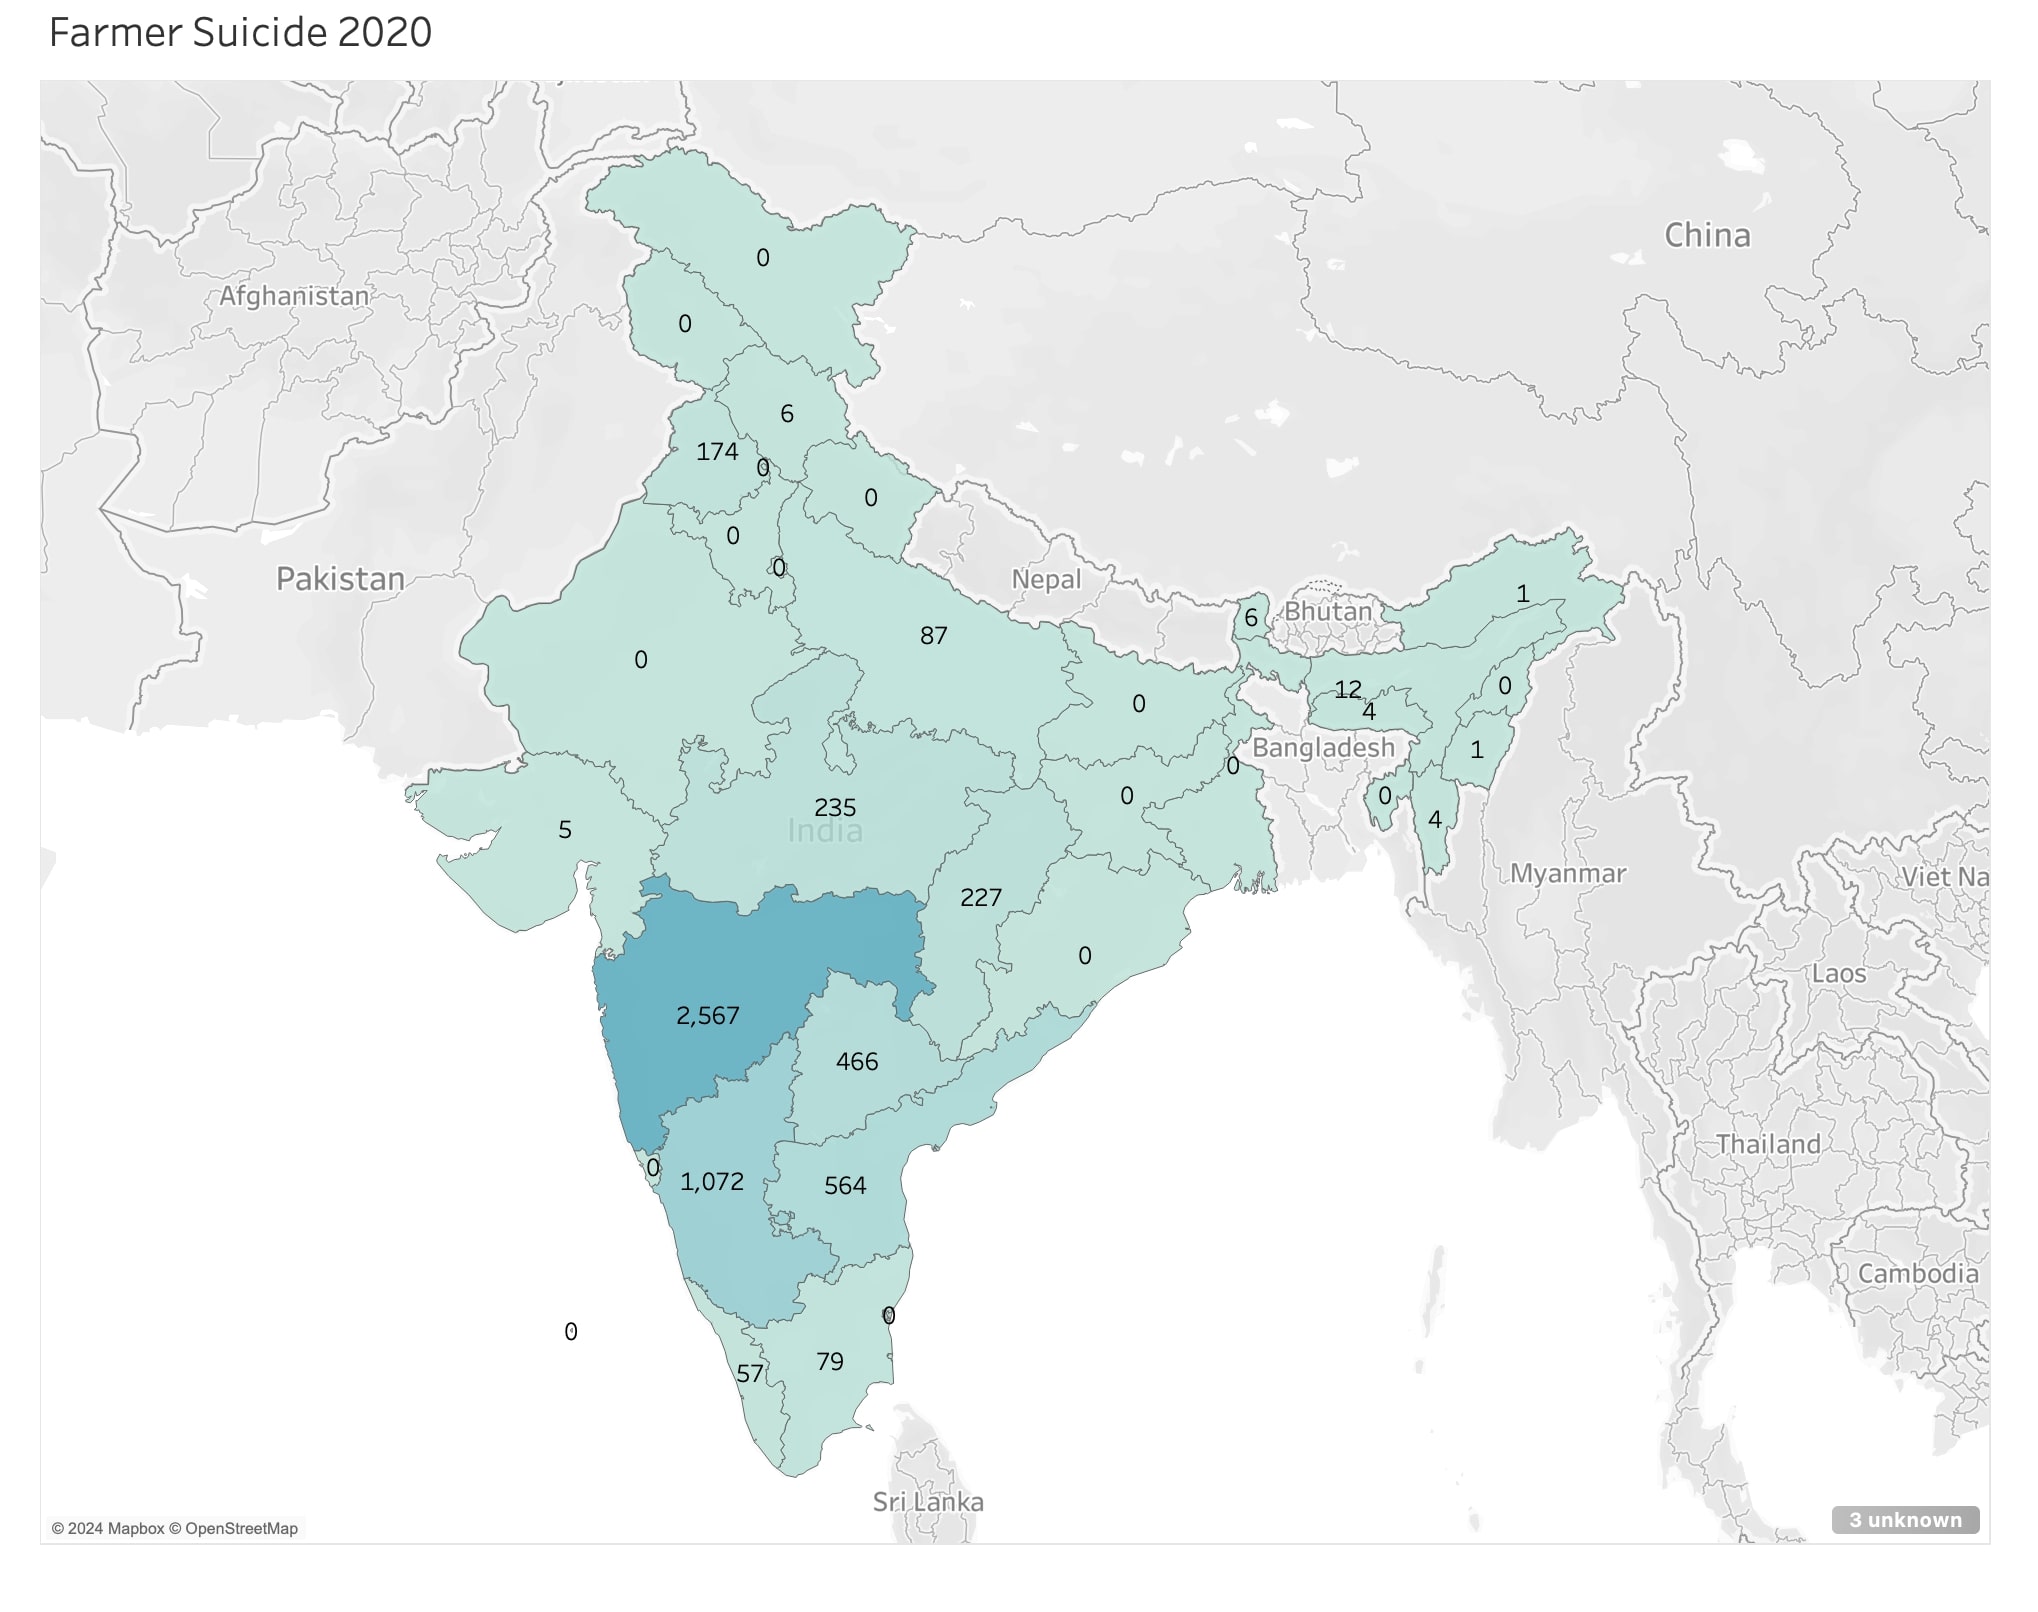 Farmer Suicide 2020
China
0
Afghanistan
0
6
174
0
0
0
0
Pakistan
Nepal
1
Bhutan
6
87
0
0
12
4
0
0
Bangladesh
1
0
0
0
4
235
India
5
Myanmar
Viet Na
227
0
Laos
2,567
466
Thailand
0
1,072
564
Cambodia
0
0
57
79
Sri Lanka
© 2024 Mapbox © OpenStreetMap
3 unknown